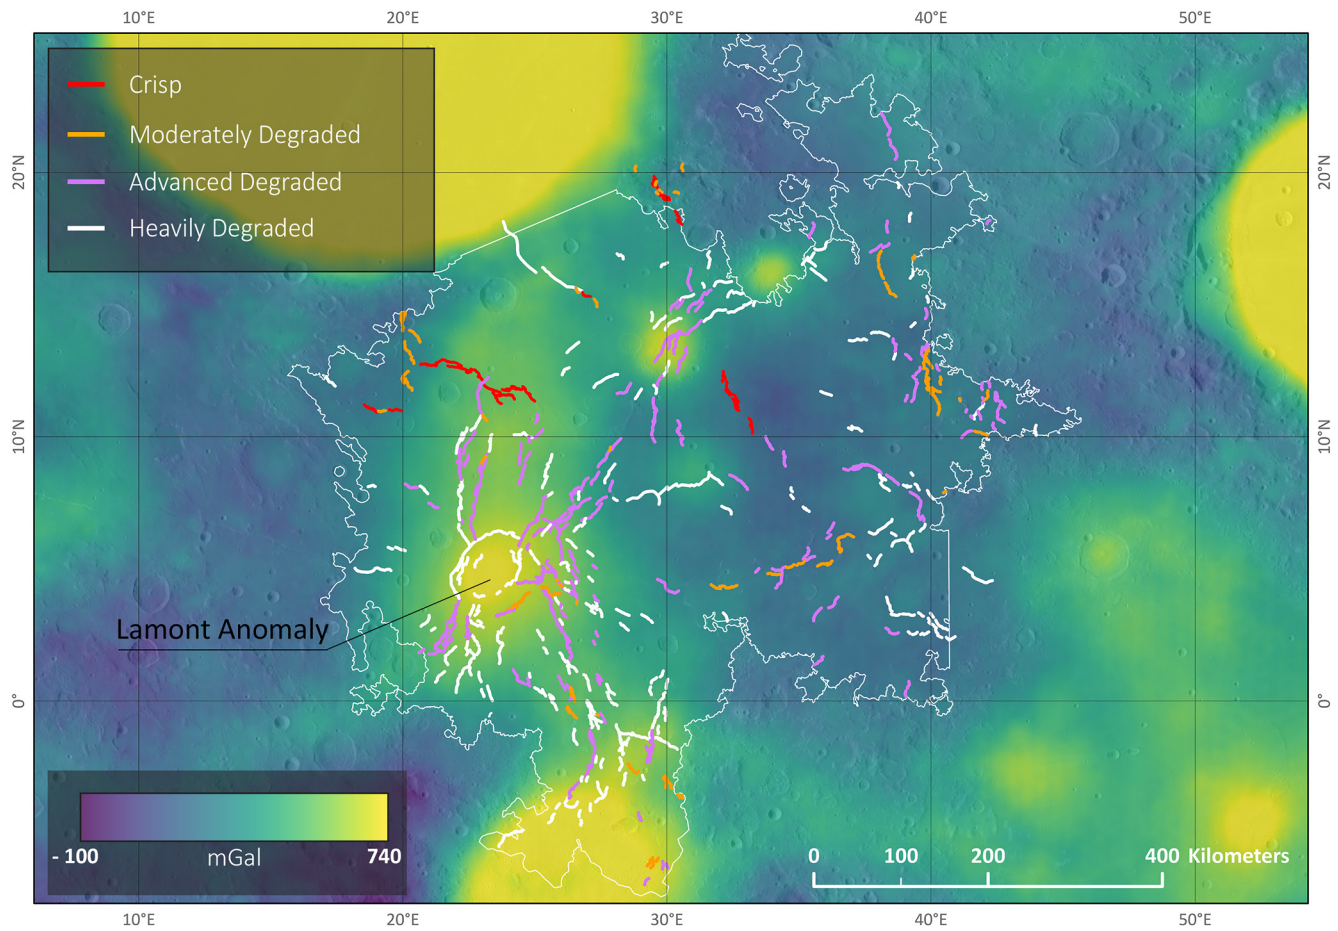 10°E 20°E 30°E 40°E 50°E
Crisp
Moderately Degraded
Advanced Degraded
Heavily Degraded
20°N 20°N
10°N 10°N
Lamont Anomaly
0° 0°
- 100 mGal 740
0 100 200 400 Kilometers
10°E 20°E 30°E 40°E 50°E